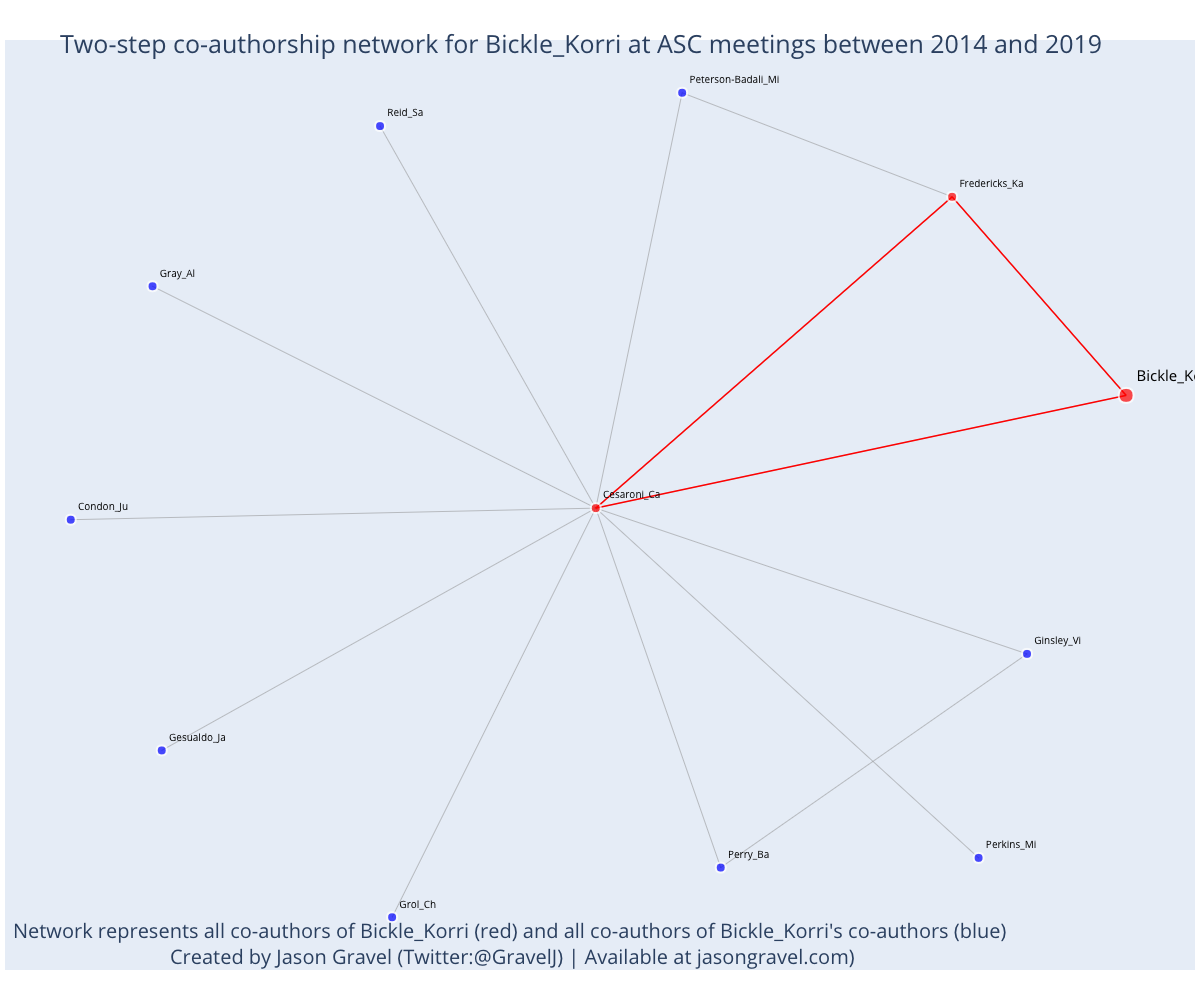 Two-step co-authorship network for Bickle_Korri at ASC meetings between 2014 and 2019
Peterson-Badali_Mi
Reid_Sa
Fredericks_Ka
Gray_Al
Bickle_Ko
Cesaroni_Ca
Condon_Ju
Ginsley_Vi
Gesualdo_Ja
Perkins_Mi
Perry_Ba
Grol_Ch
Network represents all co-authors of Bickle_Korri (red) and all co-authors of Bickle_Korri's co-authors (blue)
Created by Jason Gravel (Twitter:@GravelJ) | Available at jasongravel.com)